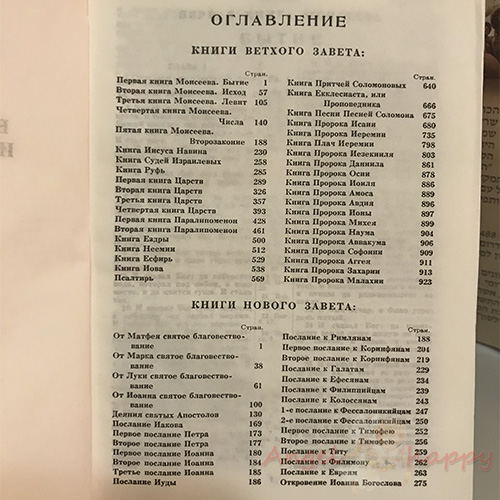 ОГЛАВЛЕНИЕ
КНИГИ ВЕТХОГО ЗАВЕТА:
Стран.
Первая книга Моисеева. Бытие 1
Вторая книга Моисеева. Исход 57
Третья книга Моисеева. Левит 105
Четвертая книга Моисеева.
Числа 140
Пятая книга Моисеева.
Второзаконие 188
Книга Иисуса Навина 230
Книга Судей Израилевых 258
Книга Руфь 285
Первая книга Царств 289
Вторая книга Царств 326
Третья книга Царств 357
Четвертая книга Царств 393
Первая книга Паралипоменон 428
Вторая книга Паралипоменон 461
Книга Ездры 500
Книга Неемии 512
Книга Есфирь 529
Книга Иова 538
Псалтирь 569
Стран.
Книга Притчей Соломоновых 640
Книга Екклесиаста, или
Проповедника 666
Книга Песни Песней Соломона 675
Книга Пророка Исаии 680
Книга Пророка Иеремии 735
Книга Плач Иеремии 798
Книга Пророка Иезекииля 803
Книга Пророка Даниила 861
Книга Пророка Осии 878
Книга Пророка Иоиля 886
Книга Пророка Амоса 889
Книга Пророка Авдия 896
Книга Пророка Ионы 897
Книга Пророка Михея 899
Книга Пророка Наума 904
Книга Пророка Аввакума 906
Книга Пророка Софонии 909
Книга Пророка Аггея 911
Книга Пророка Захарии 913
Книга Пророка Малахии 923
КНИГИ НОВОГО ЗАВЕТА:
Стран.
От Матфея святое благовество-
вание 1
От Марка святое благовество-
вание 38
От Луки святое благовество-
вание 61
От Иоанна святое благовество-
вание 100
Деяния святых Апостолов 130
Послание Иакова 169
Первое послание Петра 173
Второе послание Петра 177
Первое послание Иоанна 180
Второе послание Иоанна 184
Третье послание Иоанна 185
Послание Иуды 186
Стран.
Послание к Римлянам 188
Первое послание к Коринфянам 204
Второе послание к Коринфянам 219
Послание к Галатам 229
Послание к Ефесянам 234
Послание к Филиппийцам 239
Послание к Колоссянам 243
1-е послание к Фессалоникийцам 247
2-е послание к Фессалоникийцам 250
Первое послание к Тимофею 252
Второе послание к Тимофею 256
Послание к Титу
Послание к Филимону 262
Послание к Евреям 263
Откровение Иоанна Богослова 275
happy